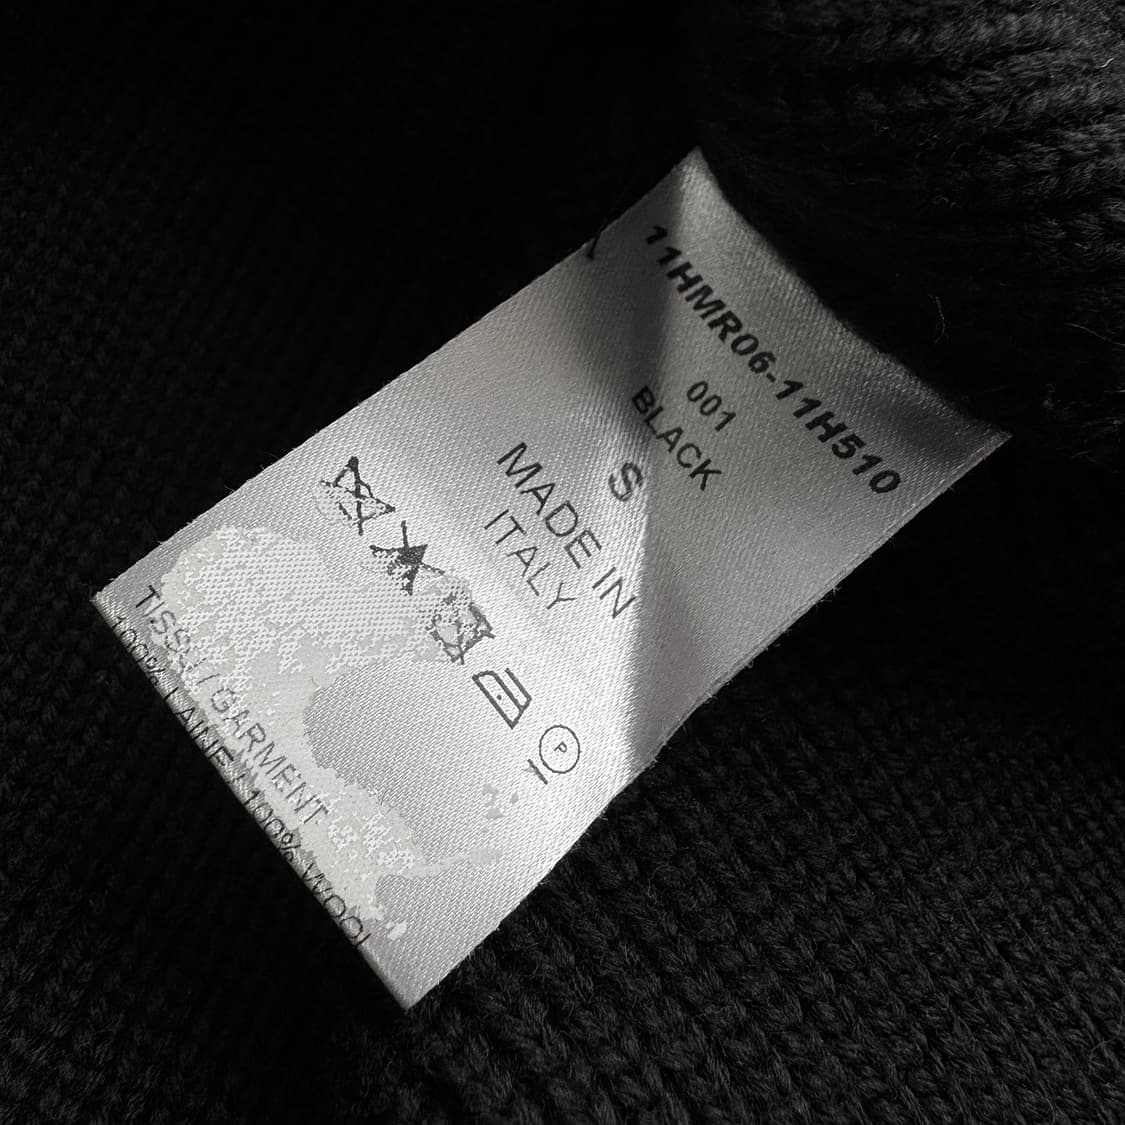 11HMR06-11H510
001
BLACK
S
MADE IN
ITALY
P
TISSU / GARMENT
100% LAINE / 100% WOOL